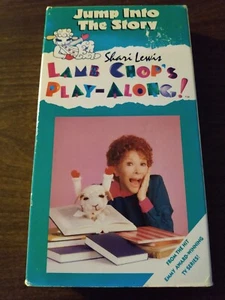 Jump Into
The Story
Shari Lewis
LAMB CHOP'S
PLAY-ALONG!
FROM THE HIT
EMMY AWARD-WINNING
TV SERIES!